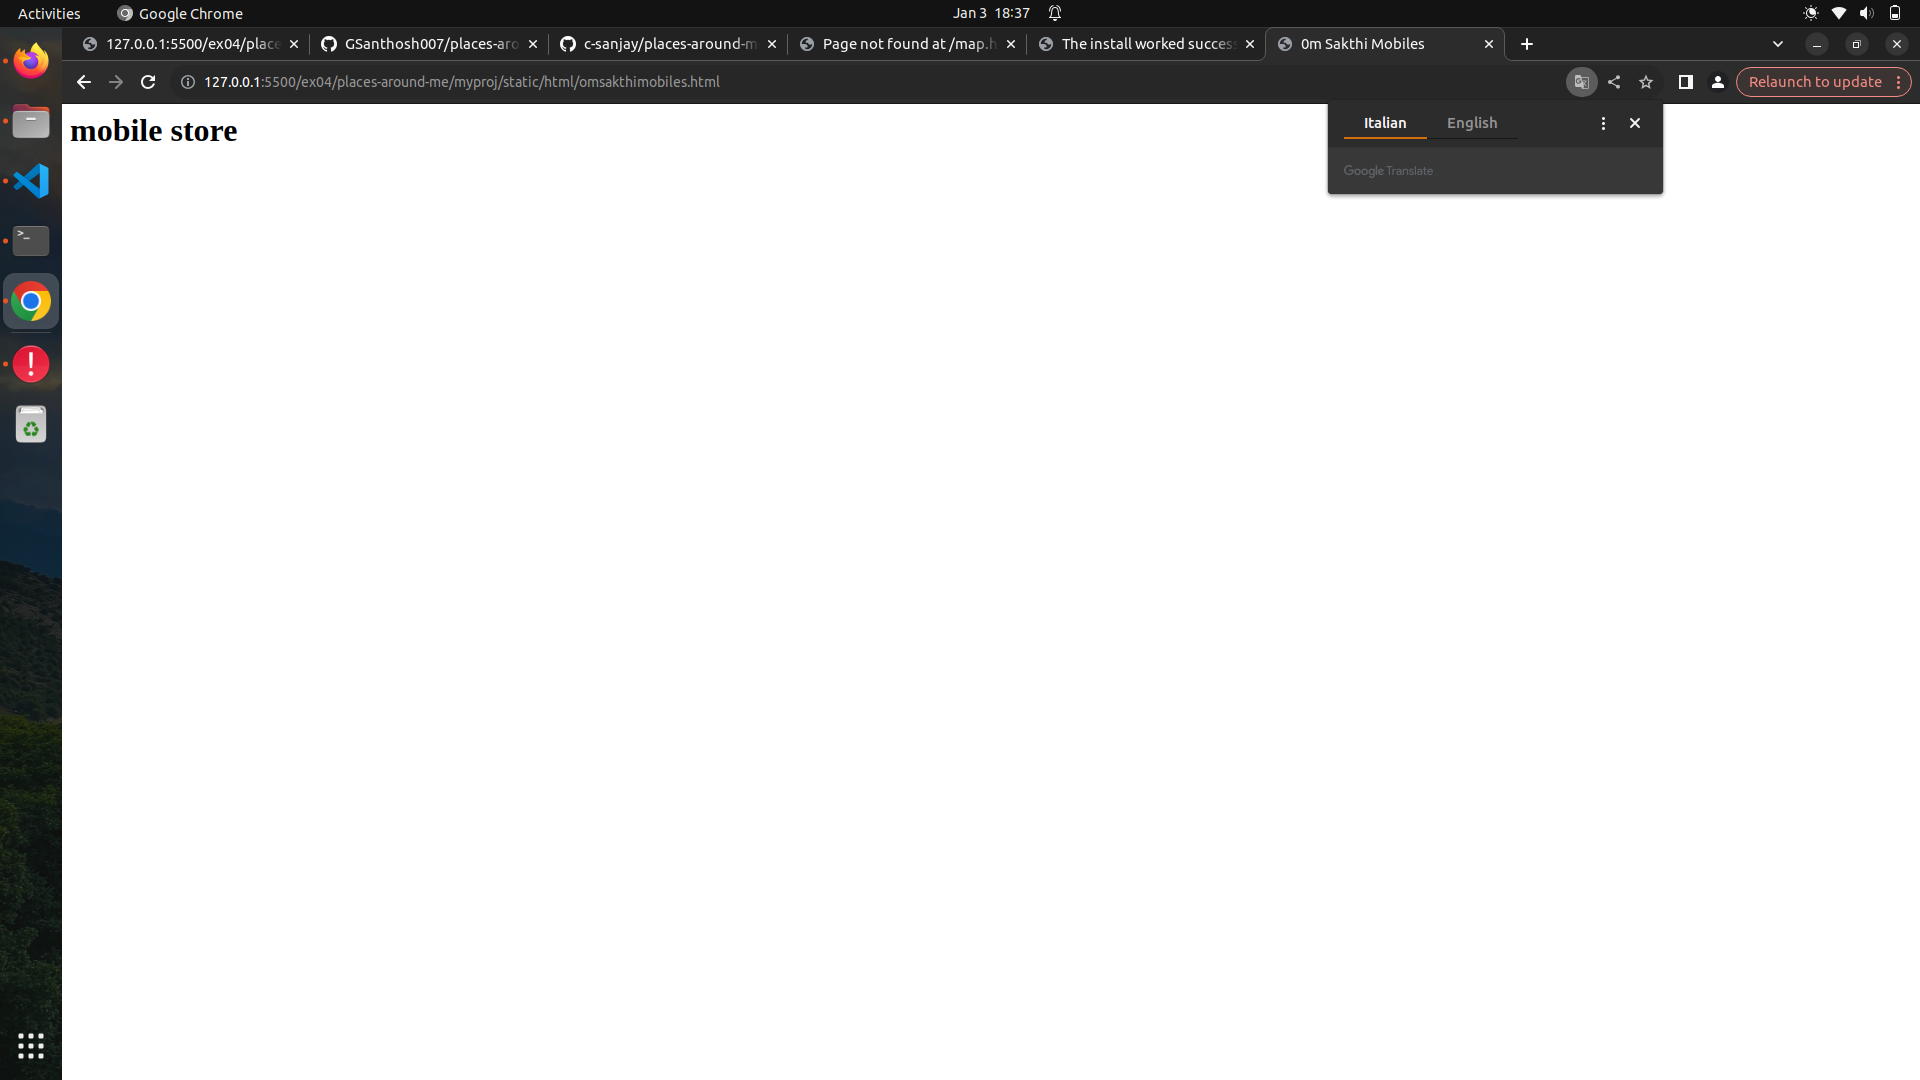 Activities
Google Chrome
Jan 3 18:37
127.0.0.1:5500/ex04/place
GSanthosh007/places-aro
c-sanjay/places-around-m
Page not found at /map.h
The install worked success
0m Sakthi Mobiles
127.0.0.1:5500/ex04/places-around-me/myproj/static/html/omsakthimobiles.html
Relaunch to update
mobile store
Italian
English
Google Translate